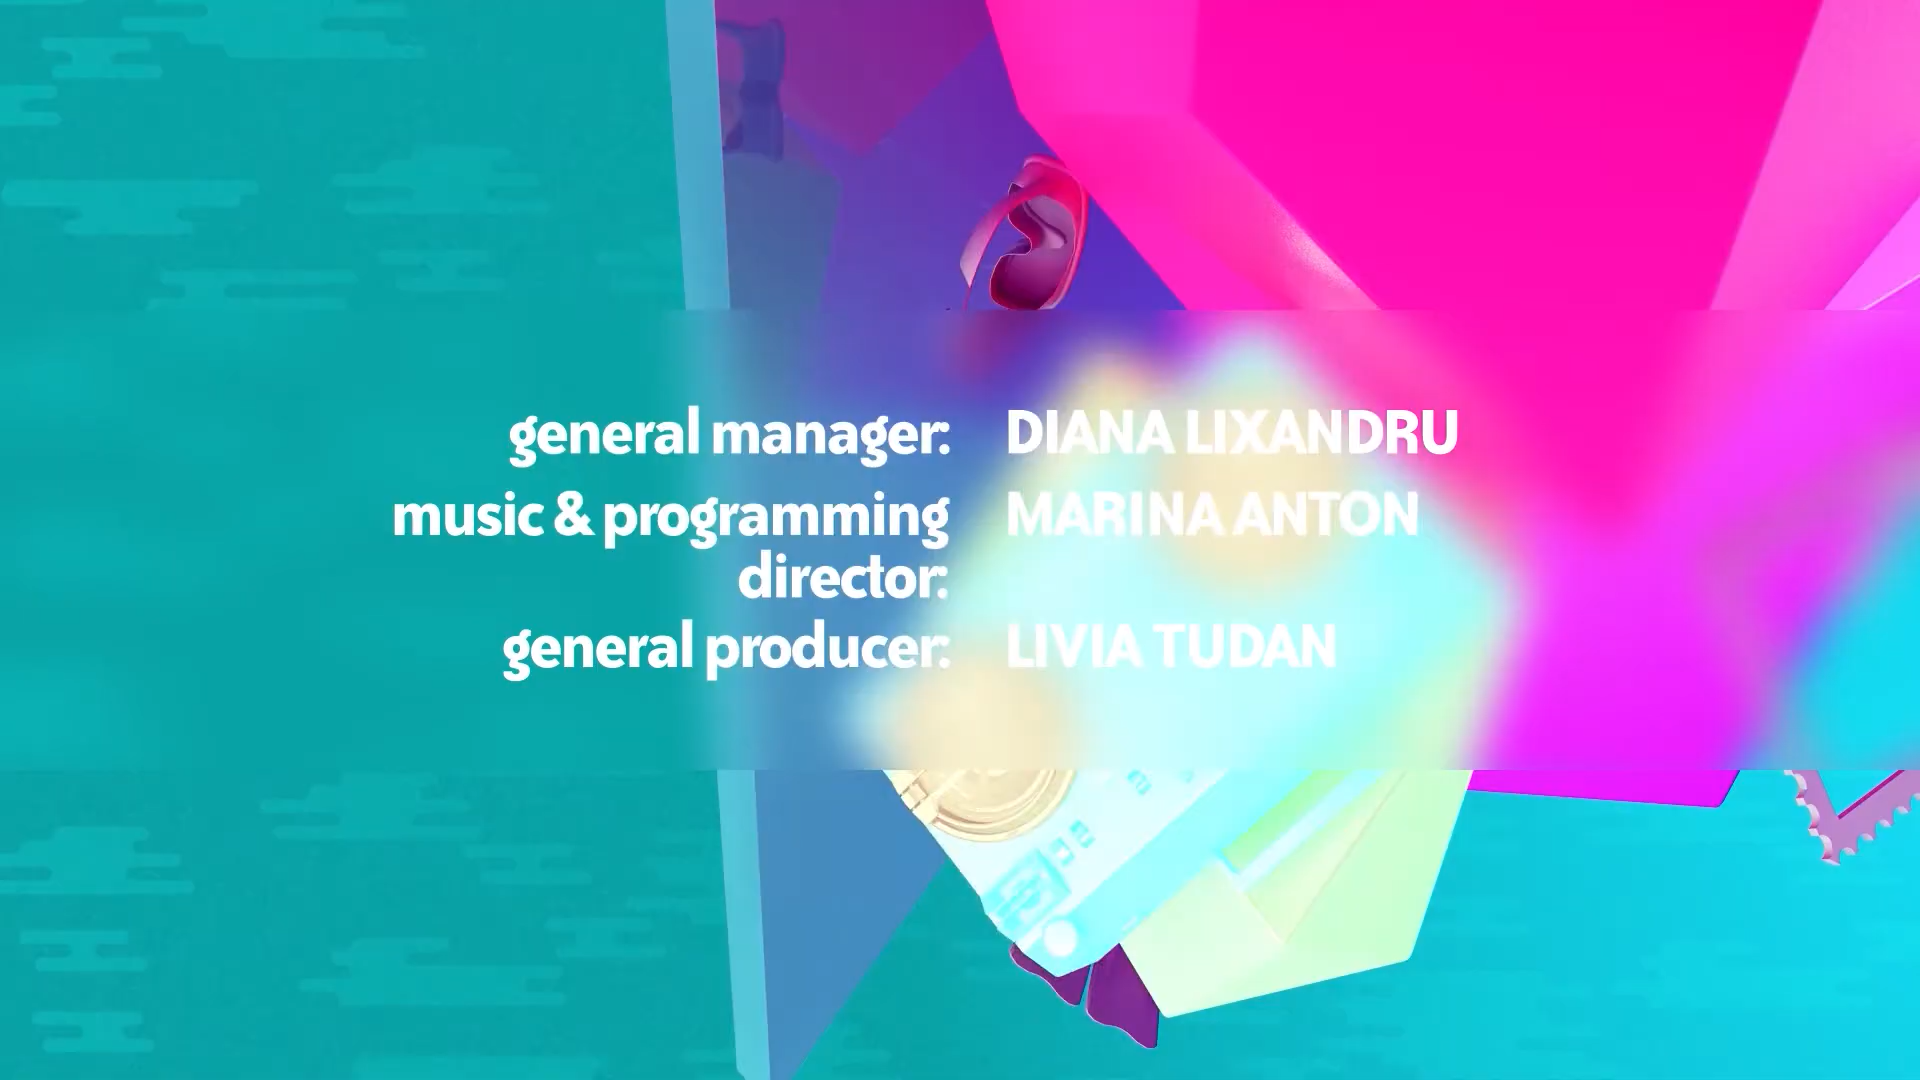 general manager: DIANA LIXANDRU
music & programming MARINA ANTON
director:
general producer: LIVIA TUDAN